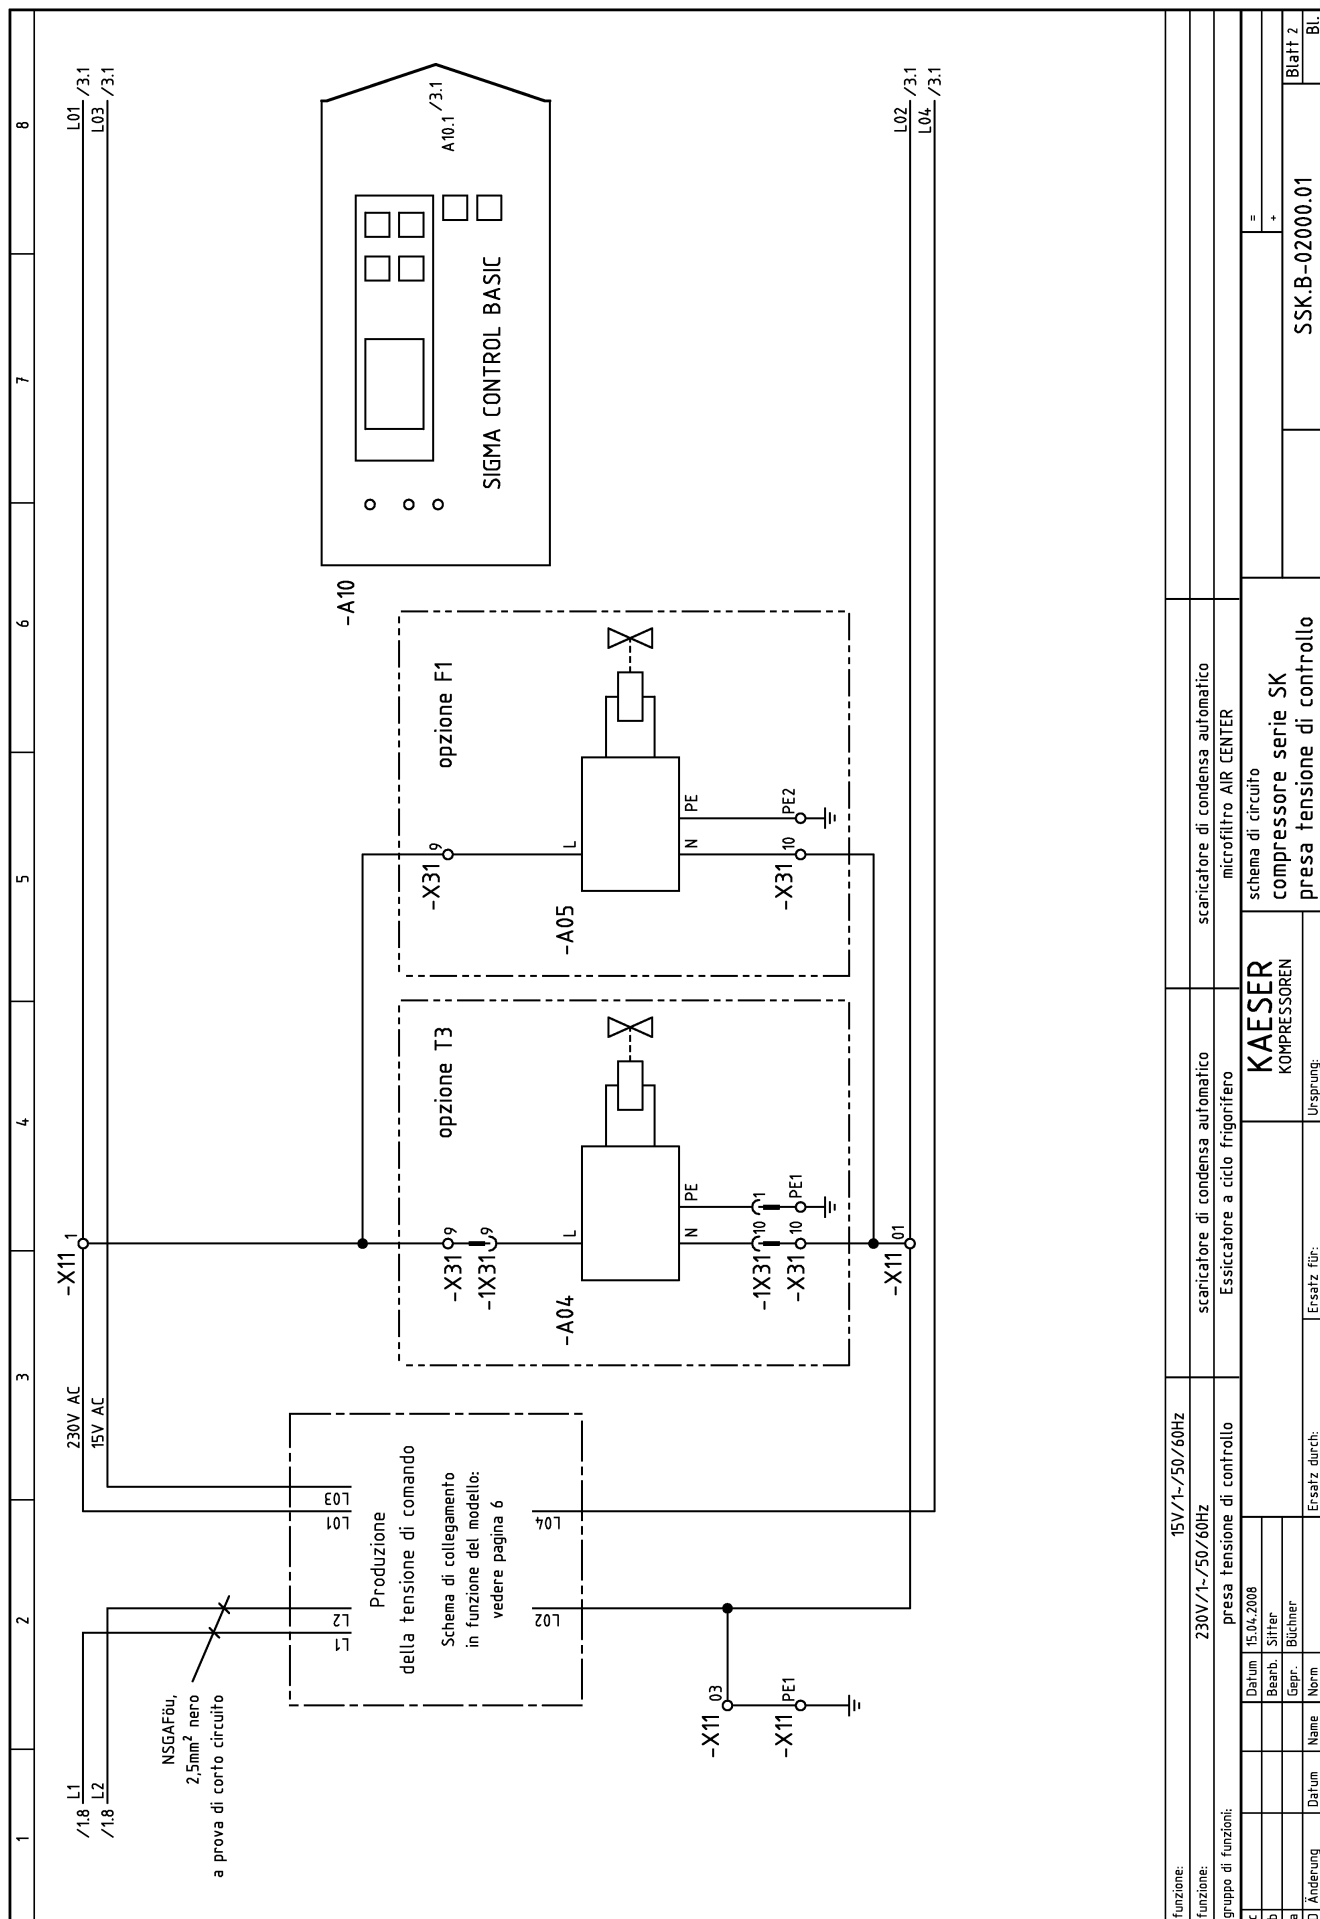 1
2
3
4
5
6
7
8
/1.8 L1
/1.8 L2
230V AC
15V AC
L01 /3.1
L03 /3.1
NSGAFöu,
2,5mm² nero
a prova di corto circuito
L1
L2
L01
L03
Produzione
della tensione di comando
Schema di collegamento
in funzione del modello:
vedere pagina 6
L02
L04
-X11 03
-X11 PE1
-X11 1
opzione T3
-X31 9
-1X31 9
-A04
L
N
PE
-1X31 10
1
-X31 10
PE1
-X11 01
opzione F1
-X31 9
-A05
L
N
PE
-X31 10
PE2
-A10
SIGMA CONTROL BASIC
A10.1 /3.1
L02 /3.1
L04 /3.1
funzione:
15V/1~/50/60Hz
funzione:
230V/1~/50/60Hz
scaricatore di condensa automatico
scaricatore di condensa automatico
gruppo di funzioni:
presa tensione di controllo
Essiccatore a ciclo frigorifero
microfiltro AIR CENTER
c
b
a
Änderung
Datum
Name
Datum 15.04.2008
Bearb. Sitter
Gepr. Büchner
Norm
Ersatz durch:
Ersatz für:
Ursprung:
KAESER
KOMPRESSOREN
schema di circuito
compressore serie SK
presa tensione di controllo
SSK.B-02000.01
=
+
Blatt 2
Bl.